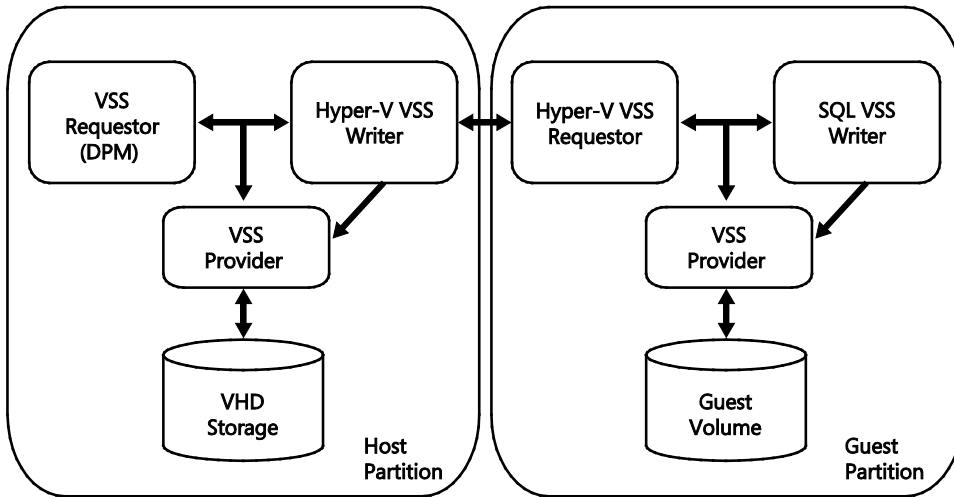 VSS
Requestor
(DPM)
Hyper-V VSS
Writer
VSS
Provider
VHD
Storage
Host
Partition
Hyper-V VSS
Requestor
SQL VSS
Writer
VSS
Provider
Guest
Volume
Guest
Partition